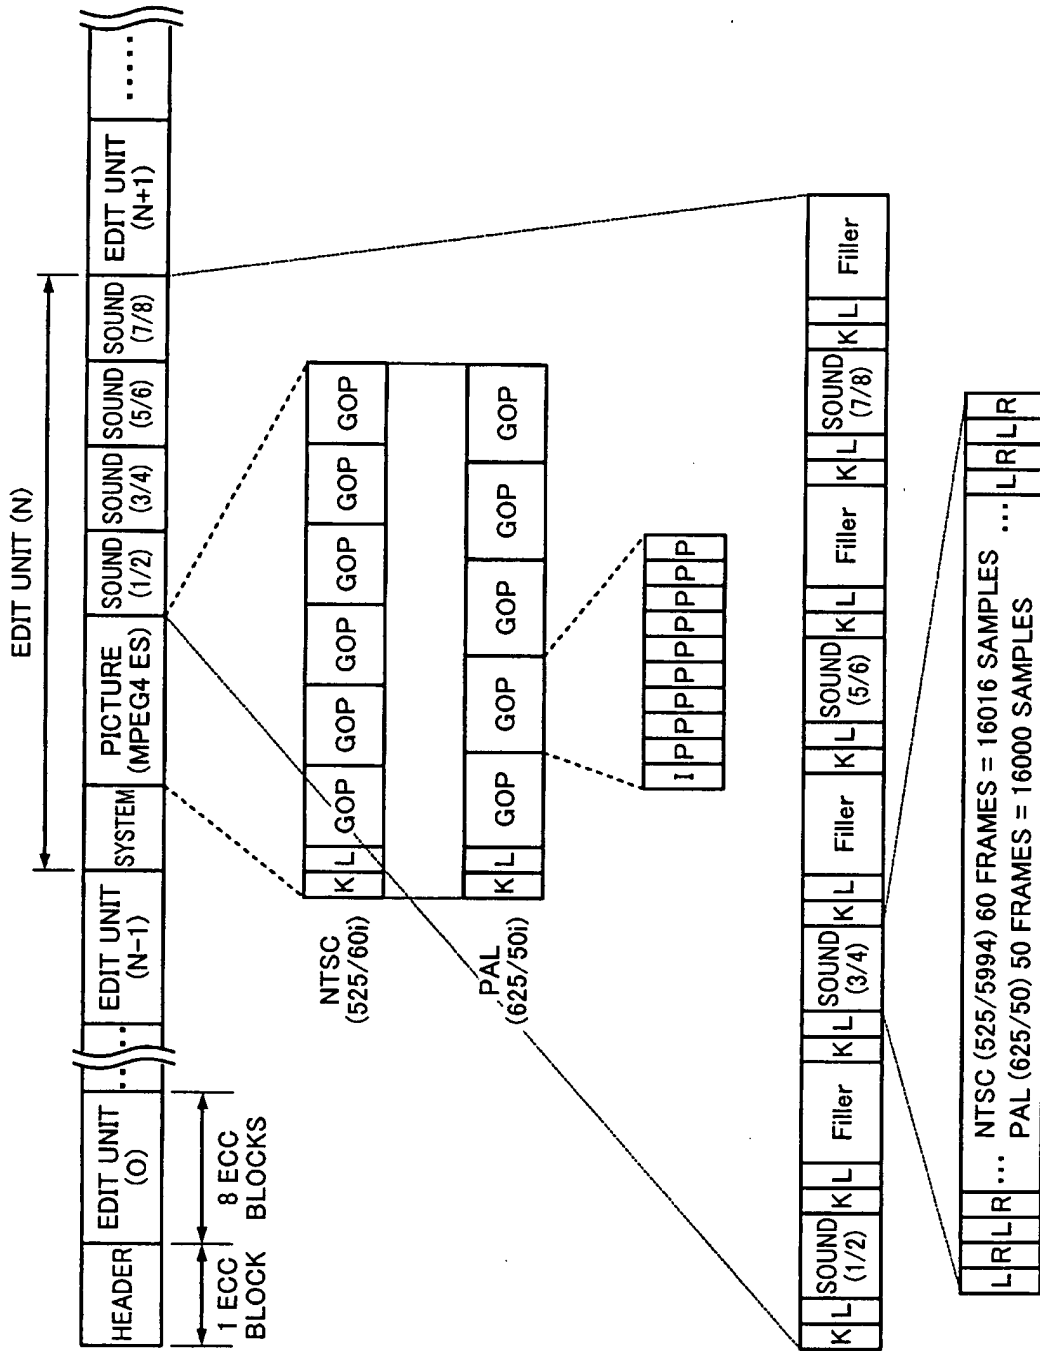 EDIT UNIT (N)
HEADER
EDIT UNIT
(0)
.....
EDIT UNIT
(N-1)
SYSTEM
PICTURE
(MPEG4 ES)
SOUND
(1/2)
SOUND
(3/4)
SOUND
(5/6)
SOUND
(7/8)
EDIT UNIT
(N+1)
.....
1 ECC
BLOCK
8 ECC
BLOCKS
NTSC
(525/60i)
K L GOP GOP GOP GOP GOP GOP
PAL
(625/50i)
K L GOP GOP GOP GOP GOP
I P P P P P P P P P
K L
SOUND
(1/2)
K L
Filler
K L
SOUND
(3/4)
K L
Filler
K L
SOUND
(5/6)
K L
Filler
K L
SOUND
(7/8)
K L
Filler
L R L R ... NTSC (525/5994) 60 FRAMES = 16016 SAMPLES ... L R L R
PAL (625/50) 50 FRAMES = 16000 SAMPLES